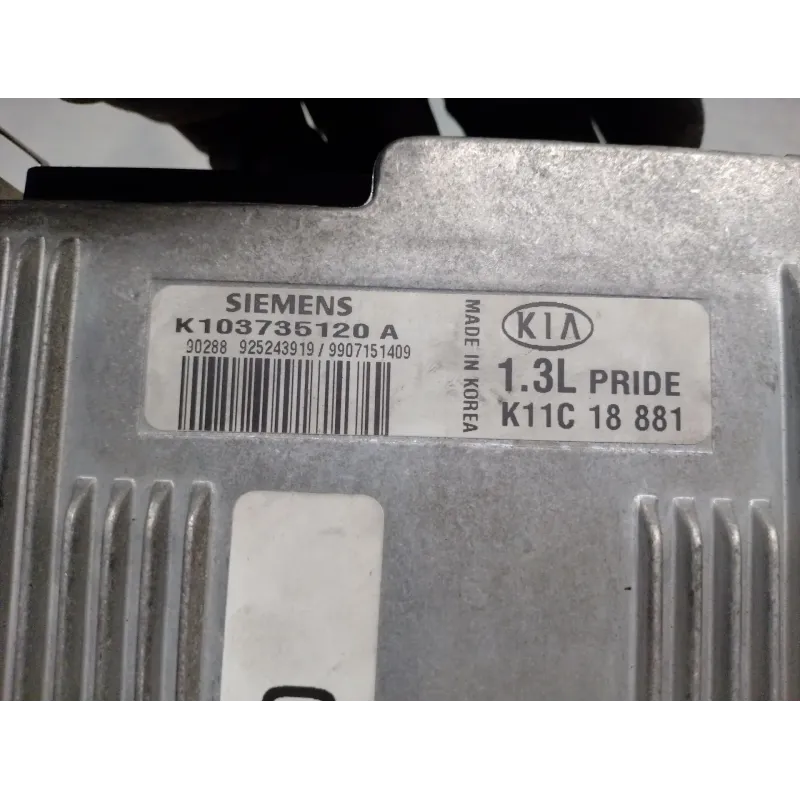 SIEMENS
K103735120 A
90288 925243919 / 9907151409
MADE IN KOREA
KIA
1.3L PRIDE
K11C 18 881